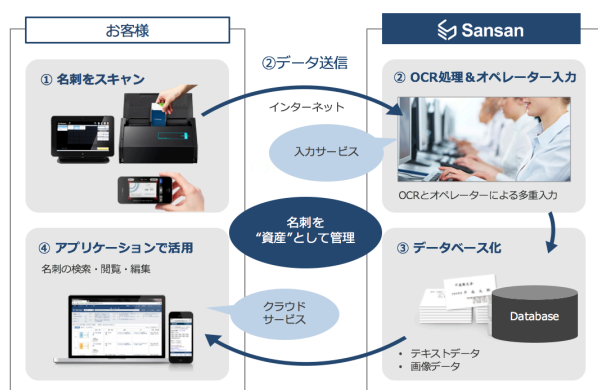 お客様
Sansan
① 名刺をスキャン
②データ送信
インターネット
入力サービス
② OCR処理&オペレーター入力
OCRとオペレーターによる多重入力
名刺を
“資産”として管理
③ データベース化
Database
• テキストデータ
• 画像データ
クラウド
サービス
④ アプリケーションで活用
名刺の検索・閲覧・編集